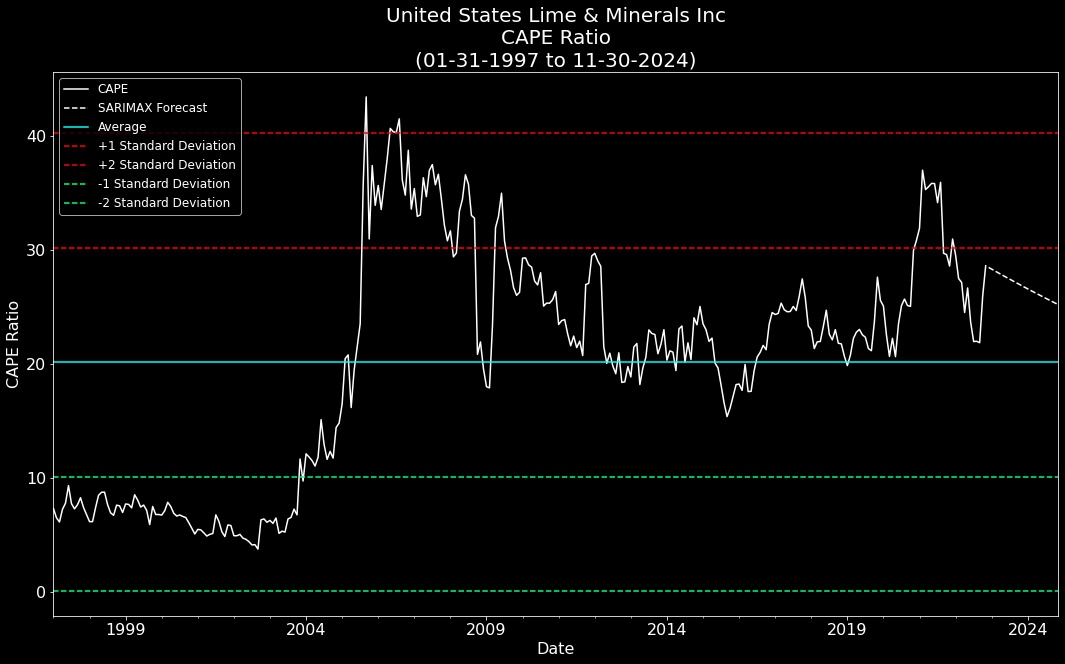 United States Lime & Minerals Inc
CAPE Ratio
(01-31-1997 to 11-30-2024)
CAPE
SARIMAX Forecast
Average
+1 Standard Deviation
+2 Standard Deviation
-1 Standard Deviation
-2 Standard Deviation
CAPE Ratio
40
30
20
10
0
1999 2004 2009 2014 2019 2024
Date